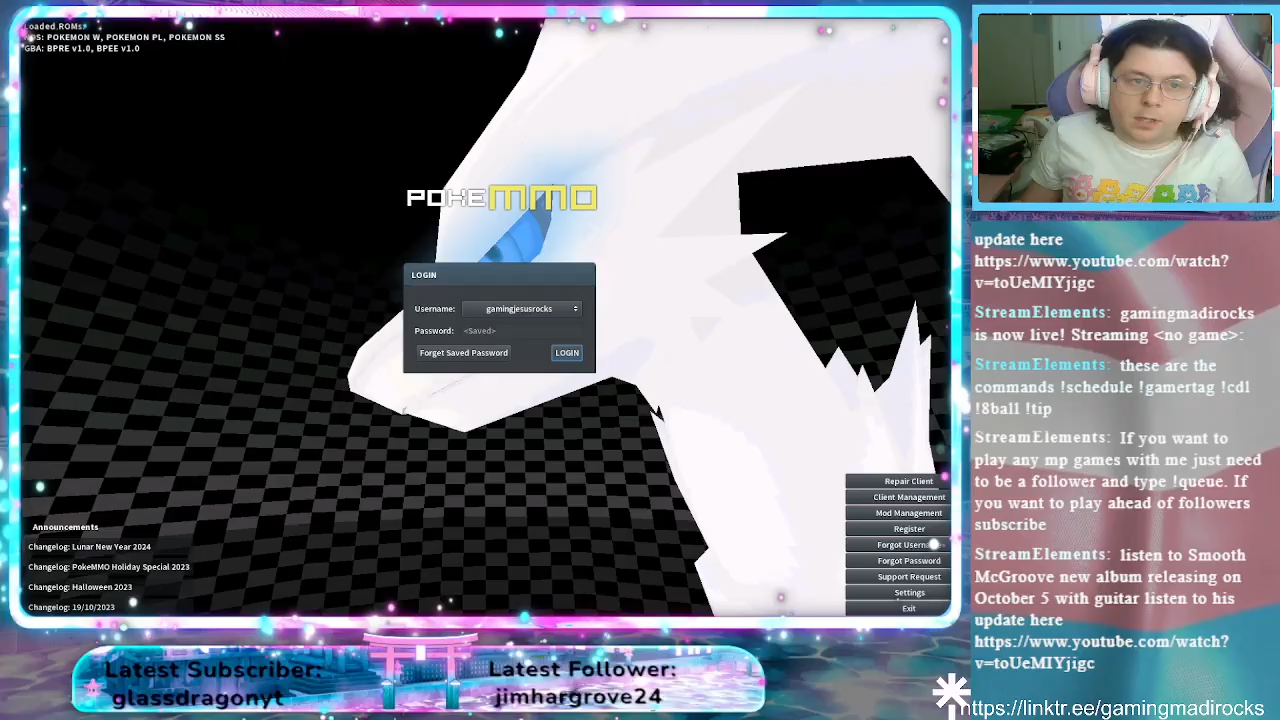 Loaded ROMs:
NDS: POKEMON W, POKEMON PL, POKEMON SS
GBA: BPRE v1.0, BPEE v1.0
POKEMMO
LOGIN
Username: gamingjesusrocks
Password: <Saved>
Forget Saved Password LOGIN
Repair Client
Client Management
Mod Management
Register
Forgot Username
Forgot Password
Support Request
Settings
Exit
Announcements
Changelog: Lunar New Year 2024
Changelog: PokeMMO Holiday Special 2023
Changelog: Halloween 2023
Changelog: 19/10/2023
update here
https://www.youtube.com/watch?
v=toUeMIYjigc
StreamElements: gamingmadirocks
is now live! Streaming <no game>:
StreamElements: these are the
commands !schedule !gamertag !cdl
!8ball !tip
StreamElements: If you want to
play any mp games with me just need
to be a follower and type !queue. If
you want to play ahead of followers
subscribe
StreamElements: listen to Smooth
McGroove new album releasing on
October 5 with guitar listen to his
update here
https://www.youtube.com/watch?
v=toUeMIYjigc
Latest Subscriber:
glassdragonyt
Latest Follower:
jimhargrove24
https://linktr.ee/gamingmadirocks